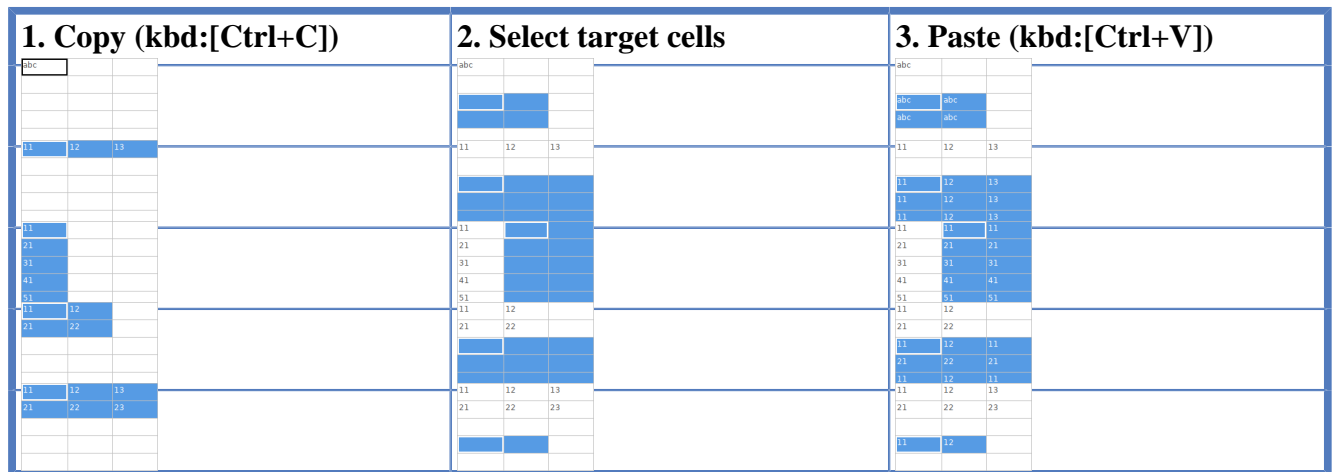 1. Copy (kbd:[Ctrl+C]) 2. Select target cells 3. Paste (kbd:[Ctrl+V])
abc abc abc
abc abc
abc abc
11 12 13 11 12 13 11 12 13
11 12 13
11 12 13
11 12 13
11 11 11 11 11
21 21 21 21 21
31 31 31 31 31
41 41 41 41 41
51 51 51 51 51
11 12 11 12 11 12
21 22 21 22 21 22
11 12 11
21 22 21
11 12 11
11 12 13 11 12 13 11 12 13
21 22 23 21 22 23 21 22 23
11 12